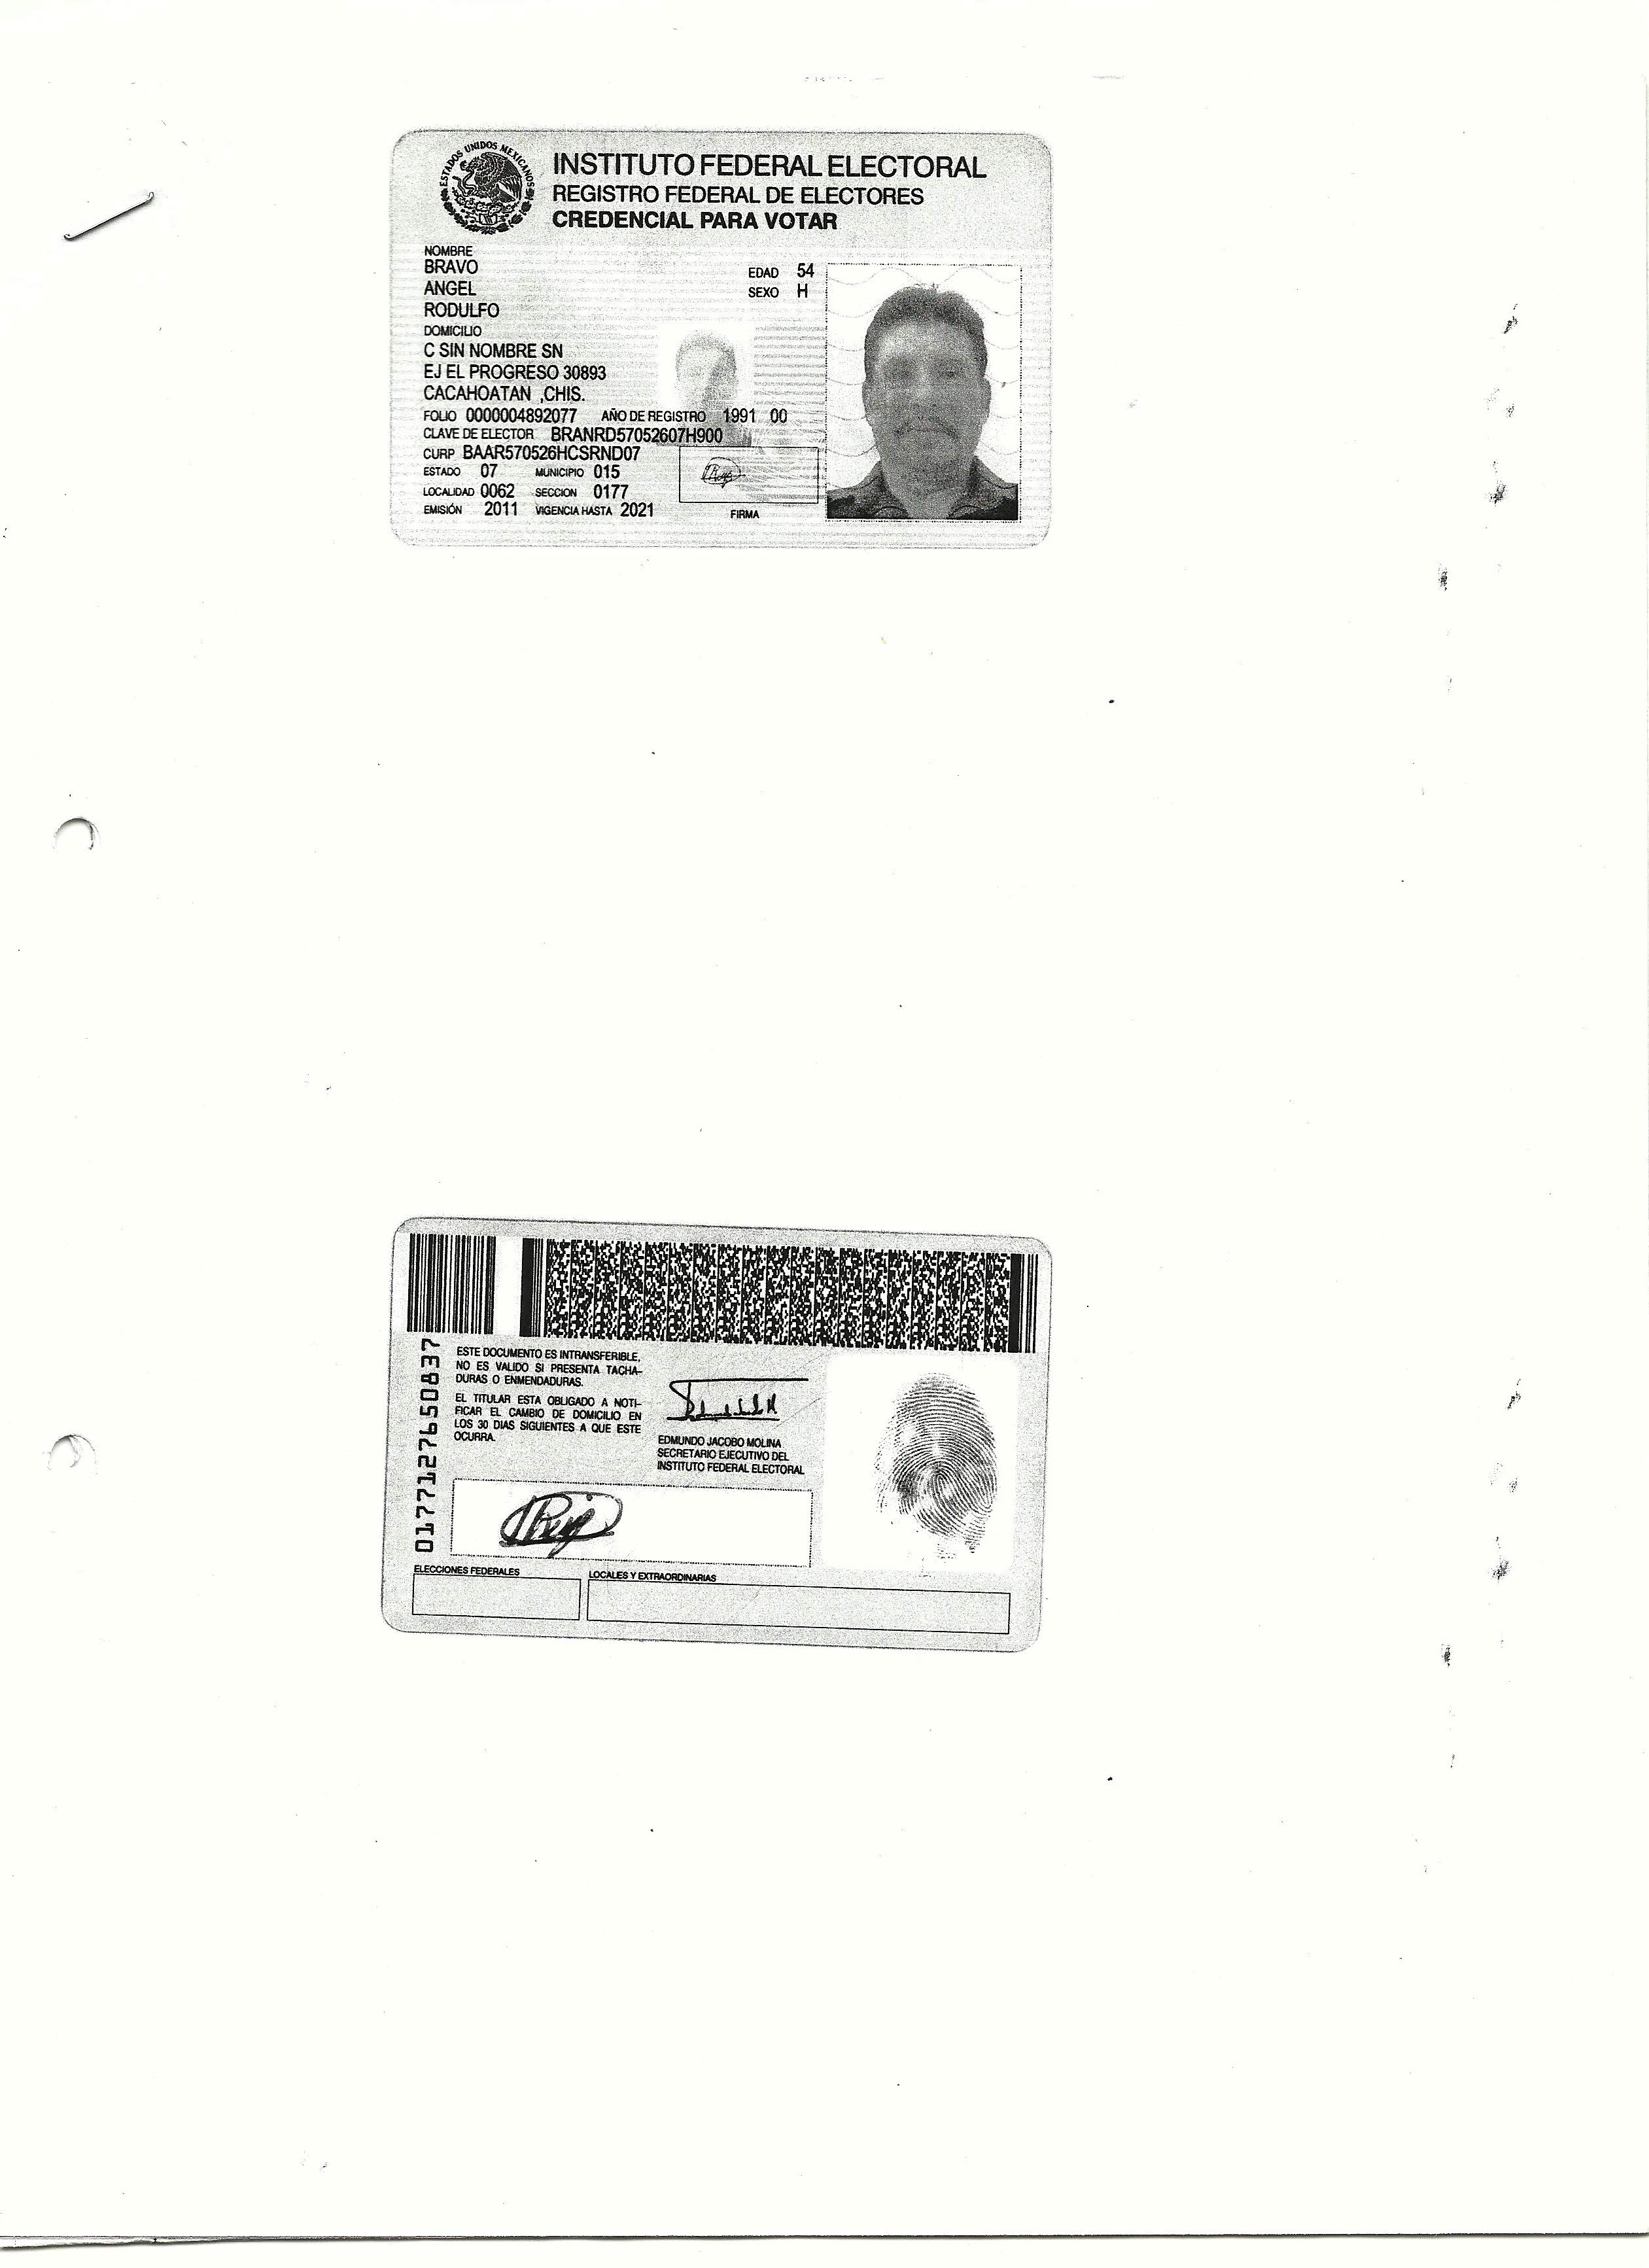 ESTADOS UNIDOS MEXICANOS
INSTITUTO FEDERAL ELECTORAL
REGISTRO FEDERAL DE ELECTORES
CREDENCIAL PARA VOTAR
NOMBRE
BRAVO
ANGEL
RODULFO
EDAD 54
SEXO H
DOMICILIO
C SIN NOMBRE SN
EJ EL PROGRESO 30893
CACAHOATAN ,CHIS.
FOLIO 0000004892077 AÑO DE REGISTRO 1991 00
CLAVE DE ELECTOR BRANRD57052607H900
CURP BAAR570526HCSRND07
ESTADO 07 MUNICIPIO 015
LOCALIDAD 0062 SECCION 0177
EMISIÓN 2011 VIGENCIA HASTA 2021
FIRMA
0177127650837
ESTE DOCUMENTO ES INTRANSFERIBLE,
NO ES VALIDO SI PRESENTA TACHA-
DURAS O ENMENDADURAS.
EL TITULAR ESTA OBLIGADO A NOTI-
FICAR EL CAMBIO DE DOMICILIO EN
LOS 30 DIAS SIGUIENTES A QUE ESTE
OCURRA.
EDMUNDO JACOBO MOLINA
SECRETARIO EJECUTIVO DEL
INSTITUTO FEDERAL ELECTORAL
ELECCIONES FEDERALES
LOCALES Y EXTRAORDINARIAS